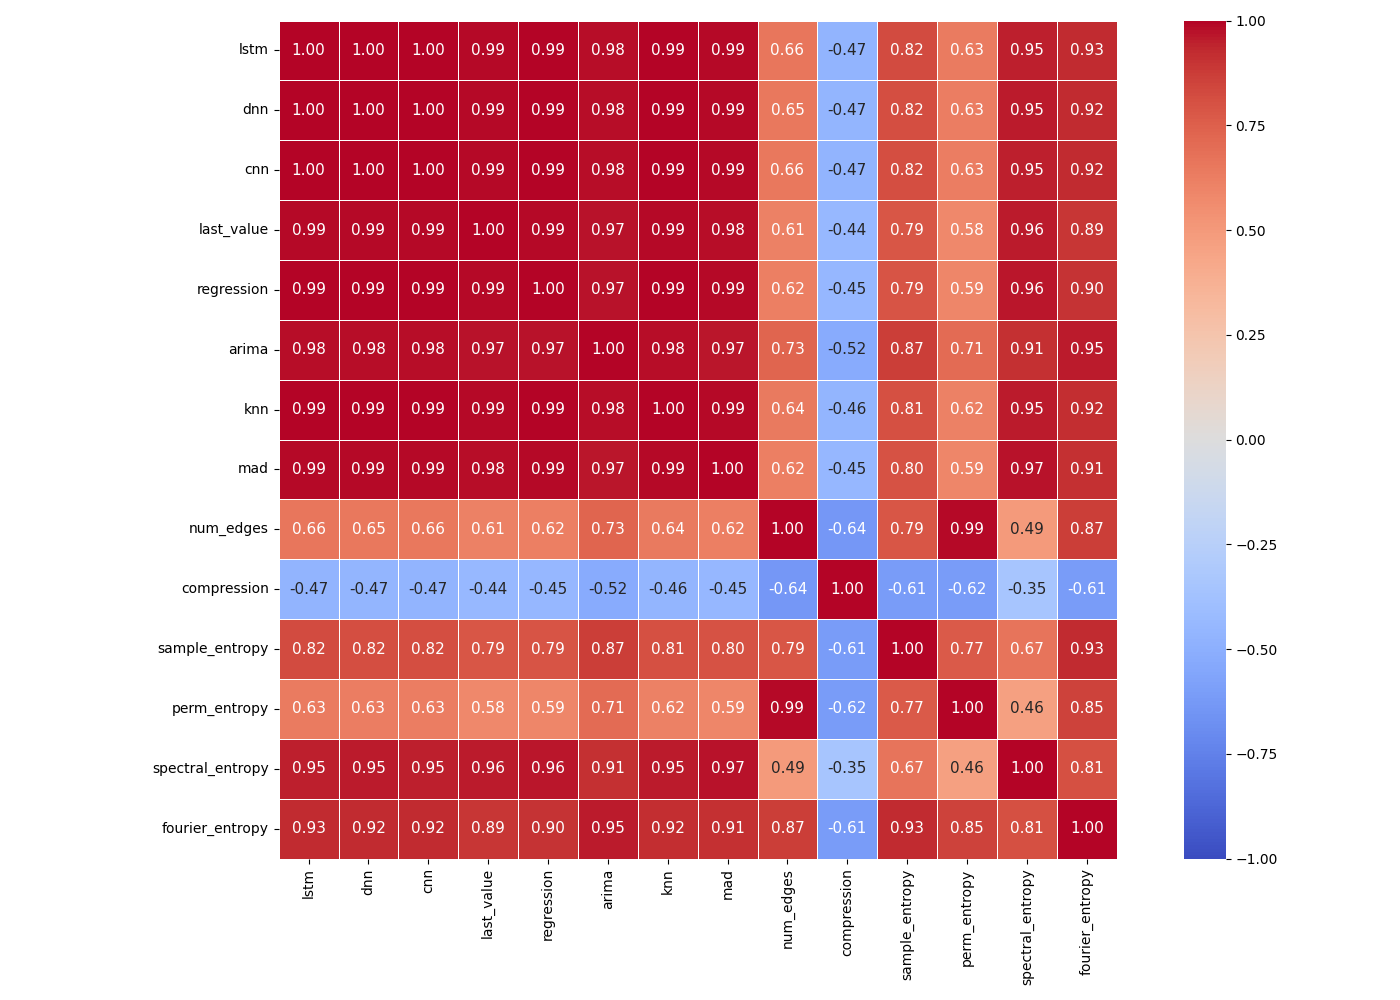 lstm 1.00 1.00 1.00 0.99 0.99 0.98 0.99 0.99 0.66 -0.47 0.82 0.63 0.95 0.93
dnn 1.00 1.00 1.00 0.99 0.99 0.98 0.99 0.99 0.65 -0.47 0.82 0.63 0.95 0.92
cnn 1.00 1.00 1.00 0.99 0.99 0.98 0.99 0.99 0.66 -0.47 0.82 0.63 0.95 0.92
last_value 0.99 0.99 0.99 1.00 0.99 0.97 0.99 0.98 0.61 -0.44 0.79 0.58 0.96 0.89
regression 0.99 0.99 0.99 0.99 1.00 0.97 0.99 0.99 0.62 -0.45 0.79 0.59 0.96 0.90
arima 0.98 0.98 0.98 0.97 0.97 1.00 0.98 0.97 0.73 -0.52 0.87 0.71 0.91 0.95
knn 0.99 0.99 0.99 0.99 0.99 0.98 1.00 0.99 0.64 -0.46 0.81 0.62 0.95 0.92
mad 0.99 0.99 0.99 0.98 0.99 0.97 0.99 1.00 0.62 -0.45 0.80 0.59 0.97 0.91
num_edges 0.66 0.65 0.66 0.61 0.62 0.73 0.64 0.62 1.00 -0.64 0.79 0.99 0.49 0.87
compression -0.47 -0.47 -0.47 -0.44 -0.45 -0.52 -0.46 -0.45 -0.64 1.00 -0.61 -0.62 -0.35 -0.61
sample_entropy 0.82 0.82 0.82 0.79 0.79 0.87 0.81 0.80 0.79 -0.61 1.00 0.77 0.67 0.93
perm_entropy 0.63 0.63 0.63 0.58 0.59 0.71 0.62 0.59 0.99 -0.62 0.77 1.00 0.46 0.85
spectral_entropy 0.95 0.95 0.95 0.96 0.96 0.91 0.95 0.97 0.49 -0.35 0.67 0.46 1.00 0.81
fourier_entropy 0.93 0.92 0.92 0.89 0.90 0.95 0.92 0.91 0.87 -0.61 0.93 0.85 0.81 1.00
lstm
dnn
cnn
last_value
regression
arima
knn
mad
num_edges
compression
sample_entropy
perm_entropy
spectral_entropy
fourier_entropy
1.00
0.75
0.50
0.25
0.00
−0.25
−0.50
−0.75
−1.00